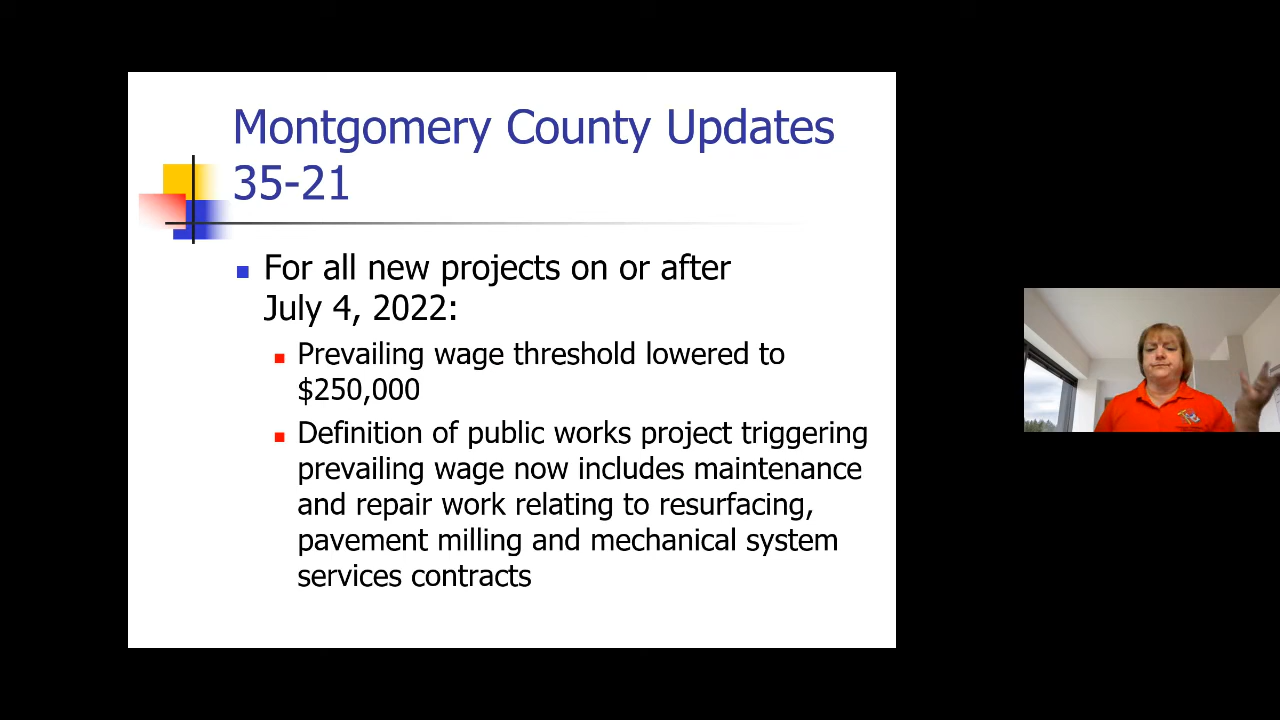 Montgomery County Updates
35-21
For all new projects on or after
July 4, 2022:
Prevailing wage threshold lowered to
$250,000
Definition of public works project triggering
prevailing wage now includes maintenance
and repair work relating to resurfacing,
pavement milling and mechanical system
services contracts